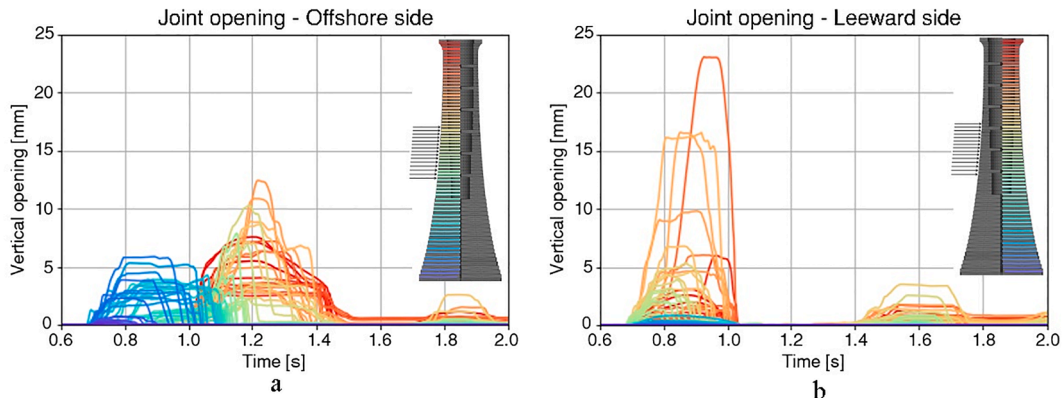 Joint opening - Offshore side
25
20
15
10
5
0
Vertical opening [mm]
0.6 0.8 1.0 1.2 1.4 1.6 1.8 2.0
Time [s]
a
Joint opening - Leeward side
25
20
15
10
5
0
Vertical opening [mm]
0.6 0.8 1.0 1.2 1.4 1.6 1.8 2.0
Time [s]
b